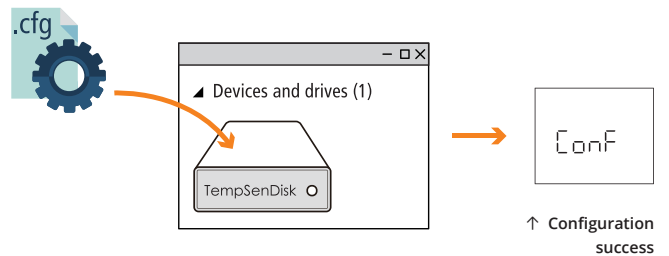 .cfg
Devices and drives (1)
TempSenDisk
ConF
↑ Configuration
success